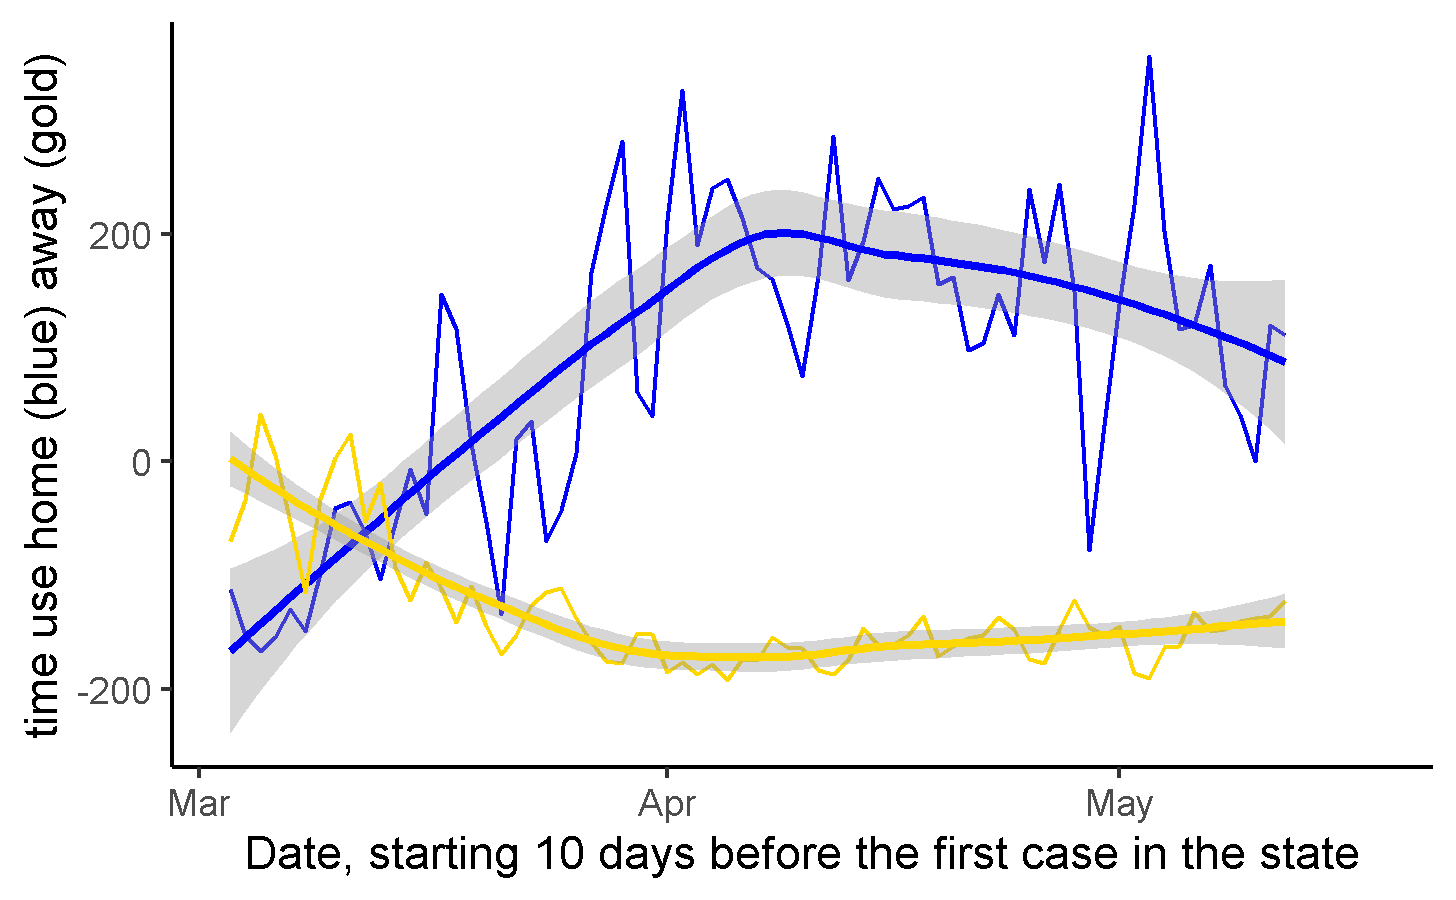 time use home (blue) away (gold)
200
0
-200
Mar
Apr
May
Date, starting 10 days before the first case in the state